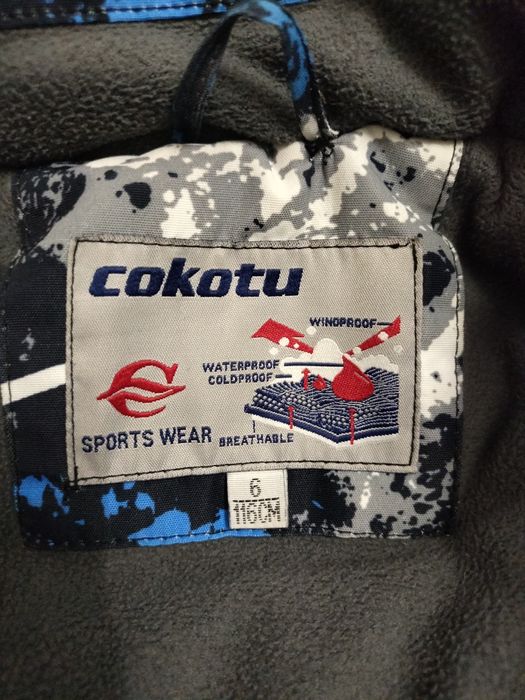 cokotu
WINDPROOF
WATERPROOF
COLDPROOF
SPORTS WEAR
BREATHABLE
6
116CM